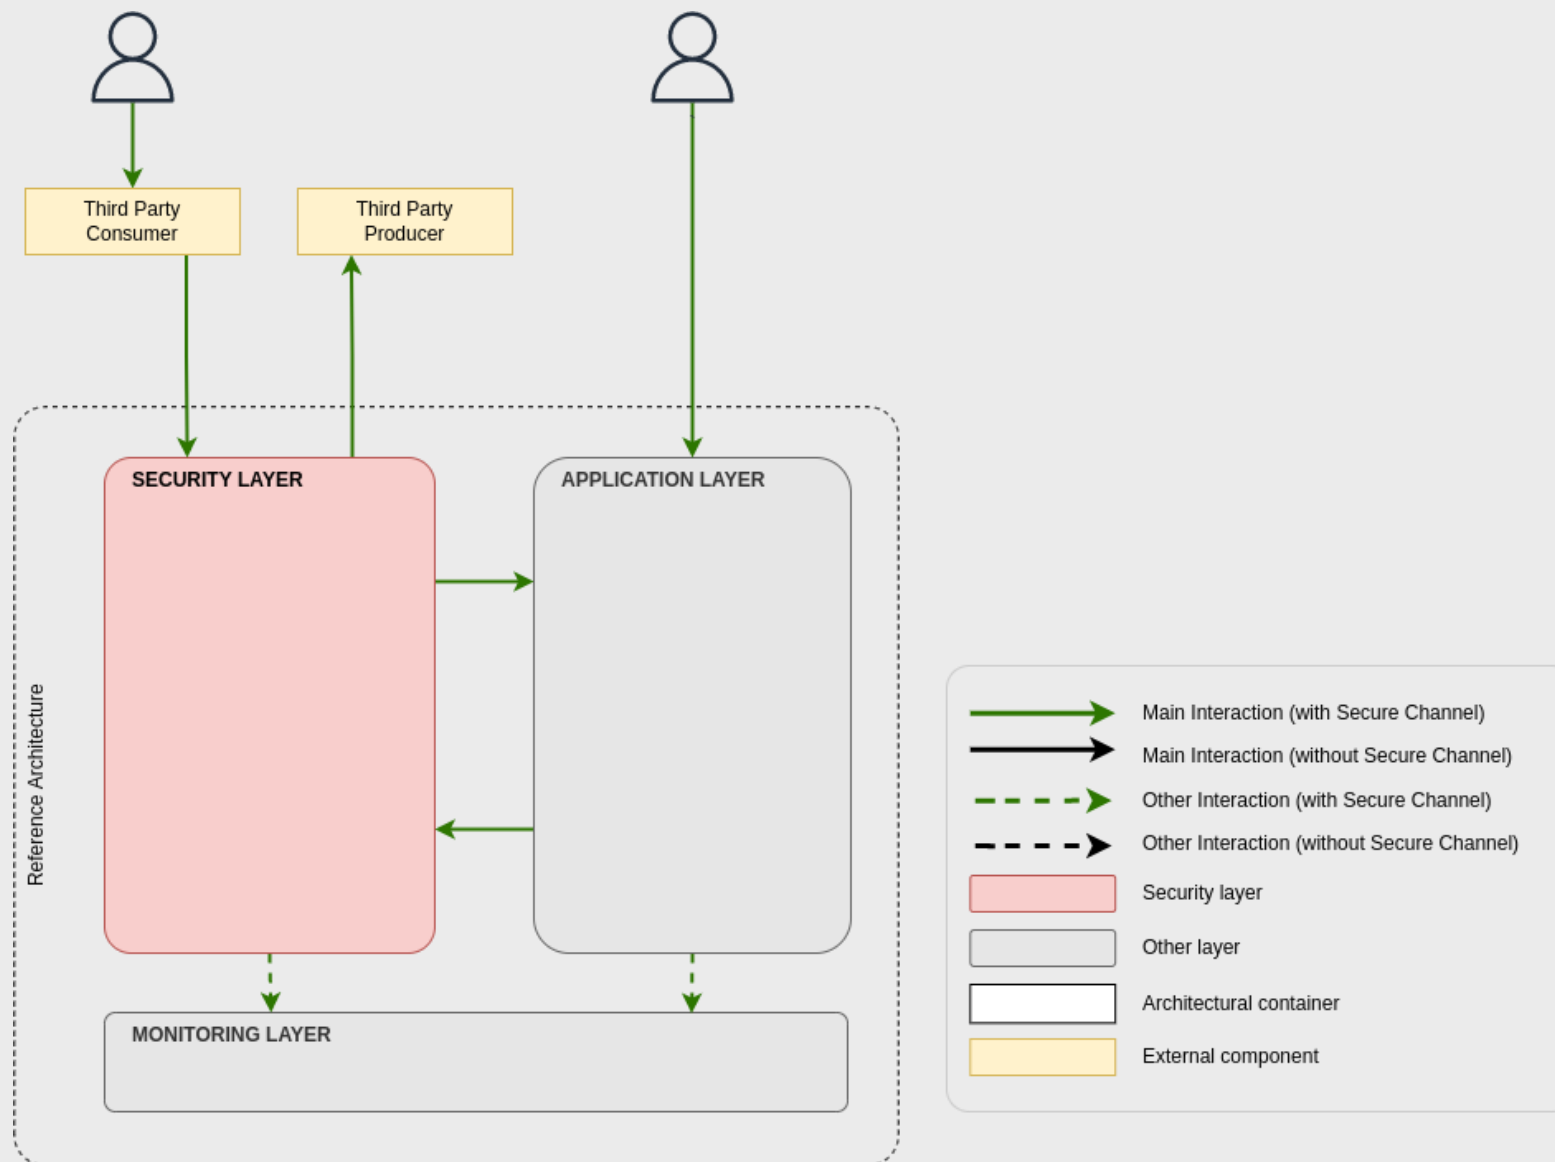 Third Party
Consumer
Third Party
Producer
SECURITY LAYER
APPLICATION LAYER
Reference Architecture
MONITORING LAYER
Main Interaction (with Secure Channel)
Main Interaction (without Secure Channel)
Other Interaction (with Secure Channel)
Other Interaction (without Secure Channel)
Security layer
Other layer
Architectural container
External component